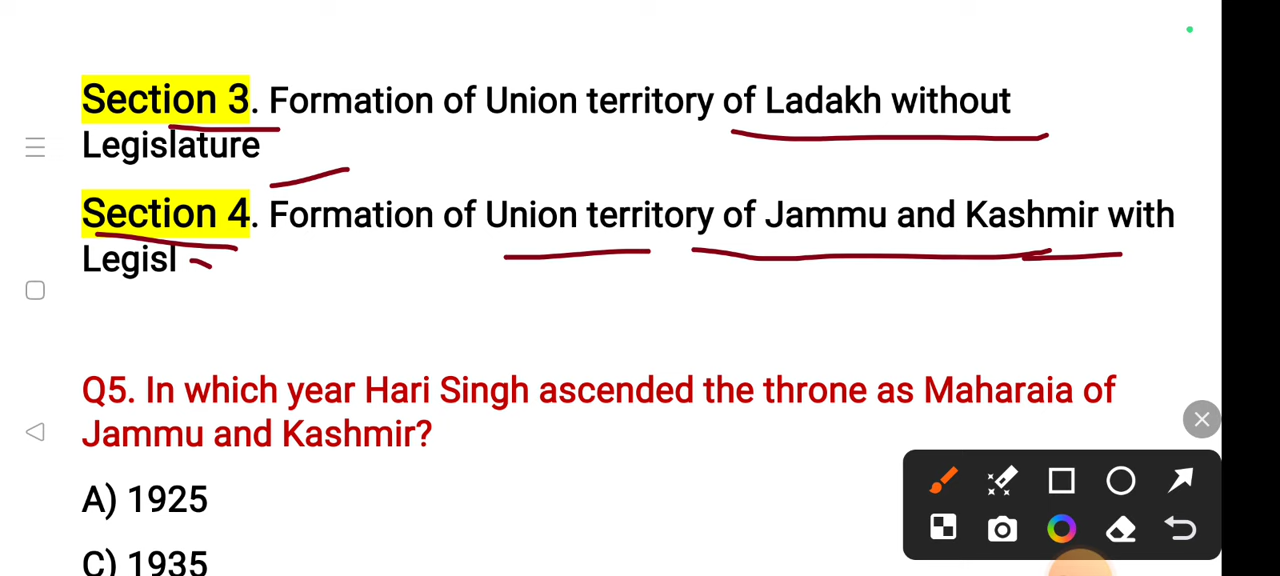 Section 3. Formation of Union territory of Ladakh without
Legislature
Section 4. Formation of Union territory of Jammu and Kashmir with
Legisl
Q5. In which year Hari Singh ascended the throne as Maharaia of
Jammu and Kashmir?
A) 1925
C) 1935